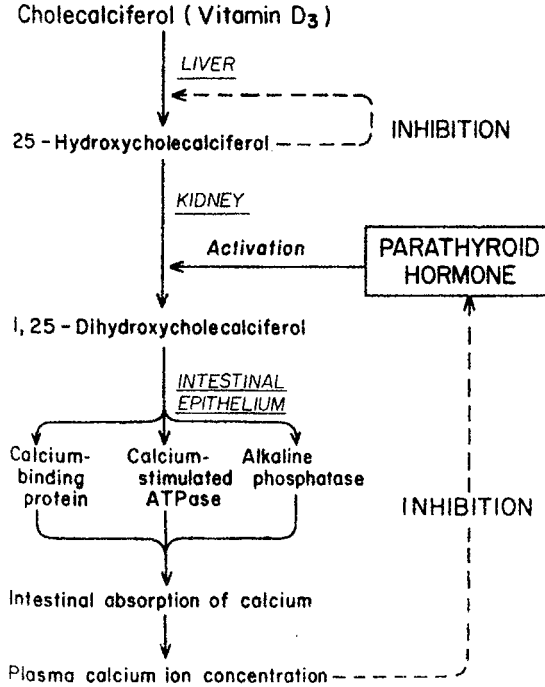 Cholecalciferol (Vitamin D3)
LIVER
INHIBITION
25-Hydroxycholecalciferol
KIDNEY
Activation
PARATHYROID
HORMONE
1,25-Dihydroxycholecalciferol
INTESTINAL
EPITHELIUM
Calcium-
binding
protein
Calcium-
stimulated
ATPase
Alkaline
phosphatase
INHIBITION
Intestinal absorption of calcium
Plasma calcium ion concentration